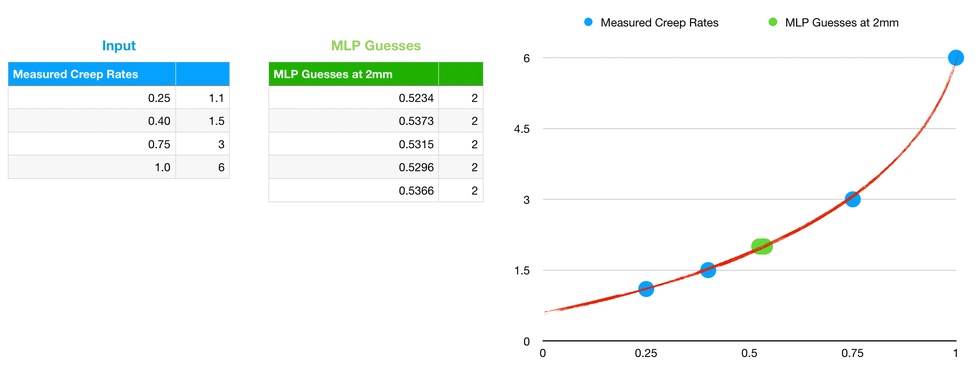 Input
Measured Creep Rates
0.25 1.1
0.40 1.5
0.75 3
1.0 6
MLP Guesses
MLP Guesses at 2mm
0.5234 2
0.5373 2
0.5315 2
0.5296 2
0.5366 2
Measured Creep Rates MLP Guesses at 2mm
6
4.5
3
1.5
0
0 0.25 0.5 0.75 1